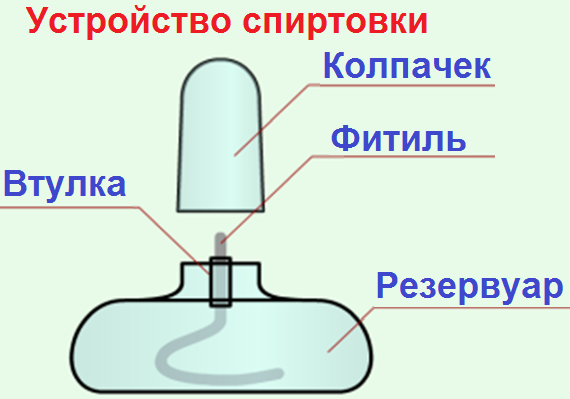 Устройство спиртовки
Колпачек
Фитиль
Втулка
Резервуар